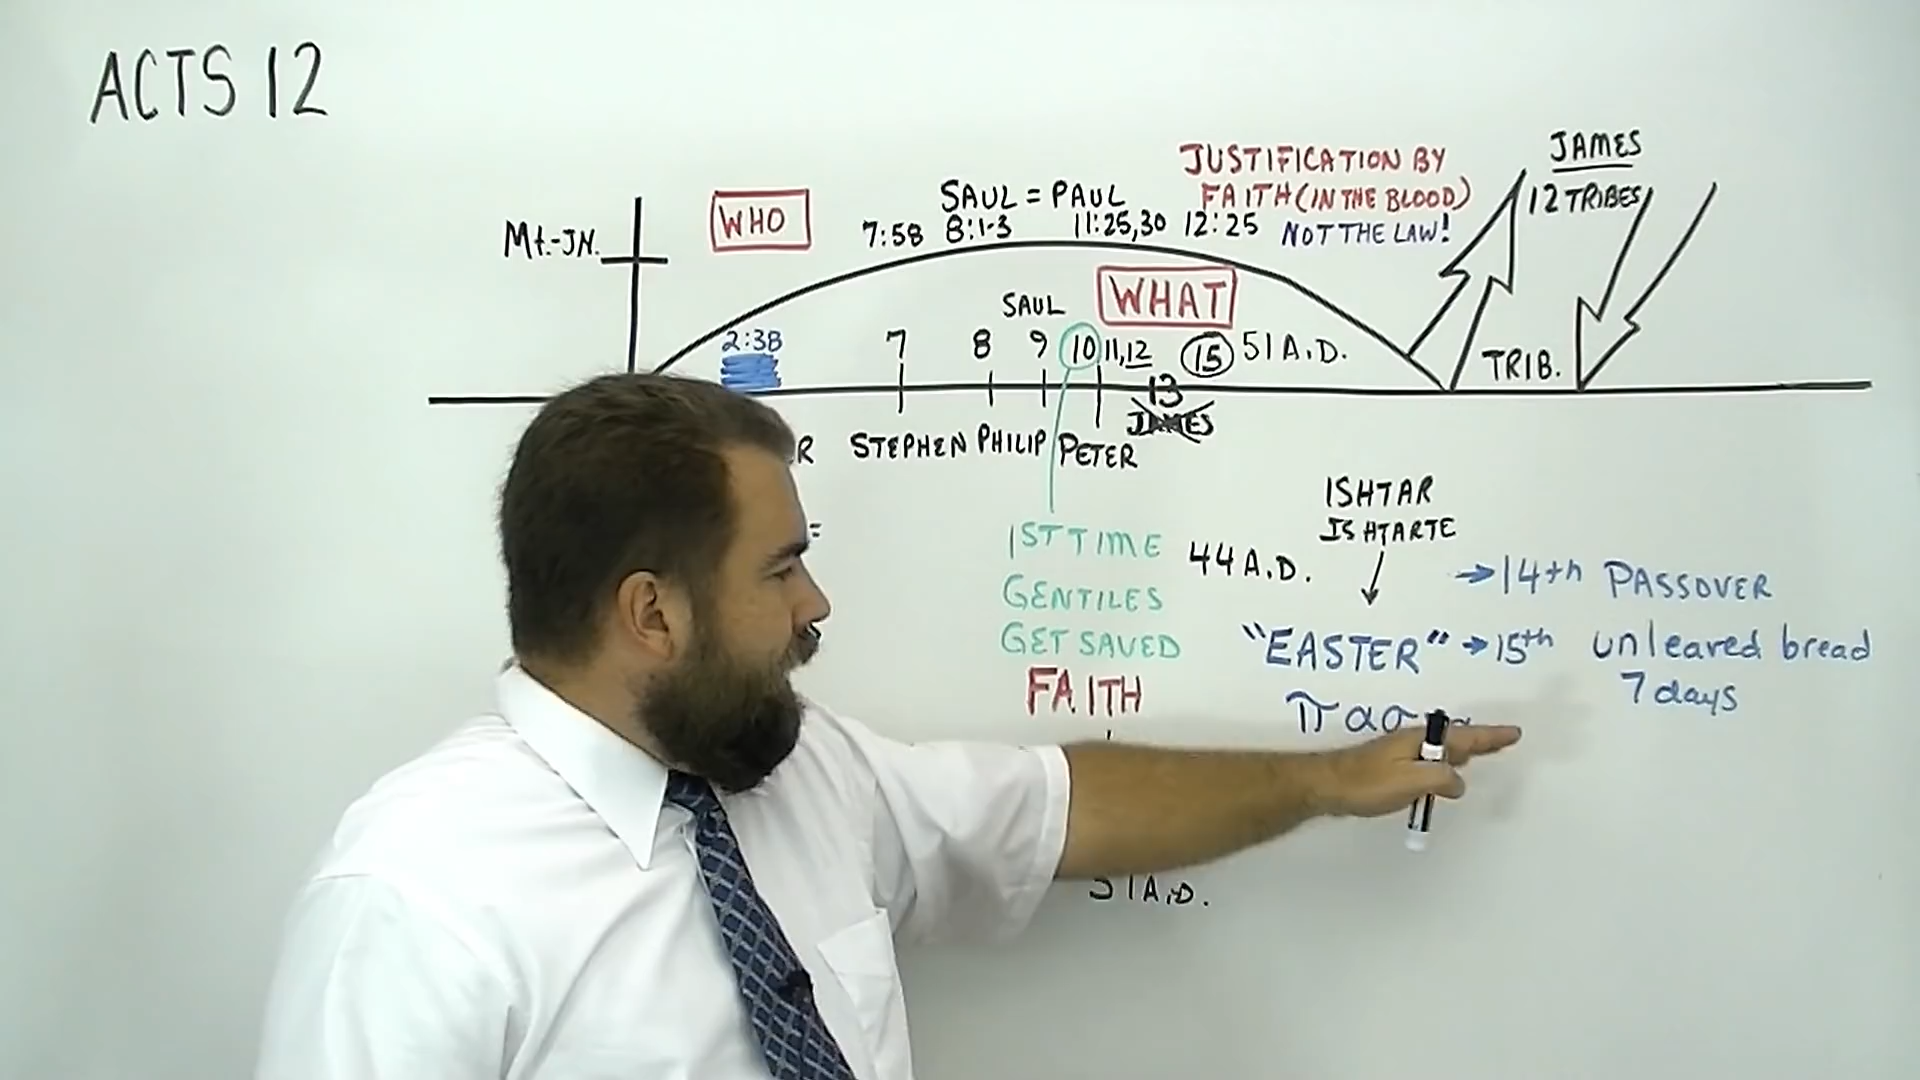 ACTS 12
JUSTIFICATION BY
FAITH (IN THE BLOOD)
NOT THE LAW!
JAMES
12 TRIBES
SAUL = PAUL
WHO
7:58 8:1-3 11:25,30 12:25
Mt.-JN.
WHAT
SAUL
2:38
7 8 9 10 11,12 15 51 A.D.
TRIB.
13
JAMES
STEPHEN PHILIP PETER
ISHTAR
ISHTARTE
1ST TIME
GENTILES
GET SAVED
FAITH
44 A.D.
→14th PASSOVER
"EASTER" →15th unleared bread
7 days
51 A.D.